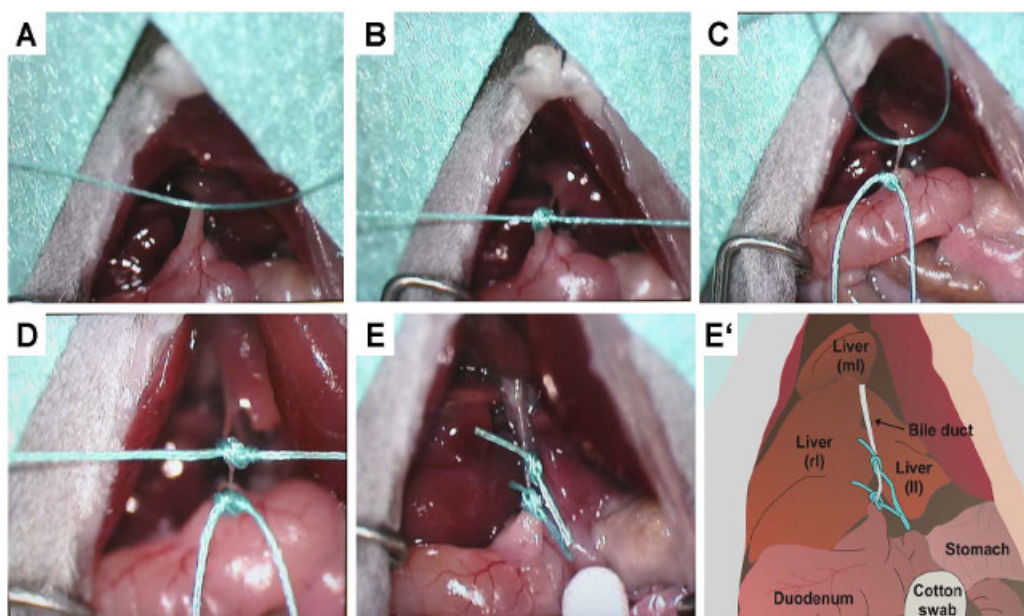 A
B
C
D
E
E‘
Liver
(ml)
Bile duct
Liver
(rl)
Liver
(ll)
Stomach
Duodenum
Cotton
swab